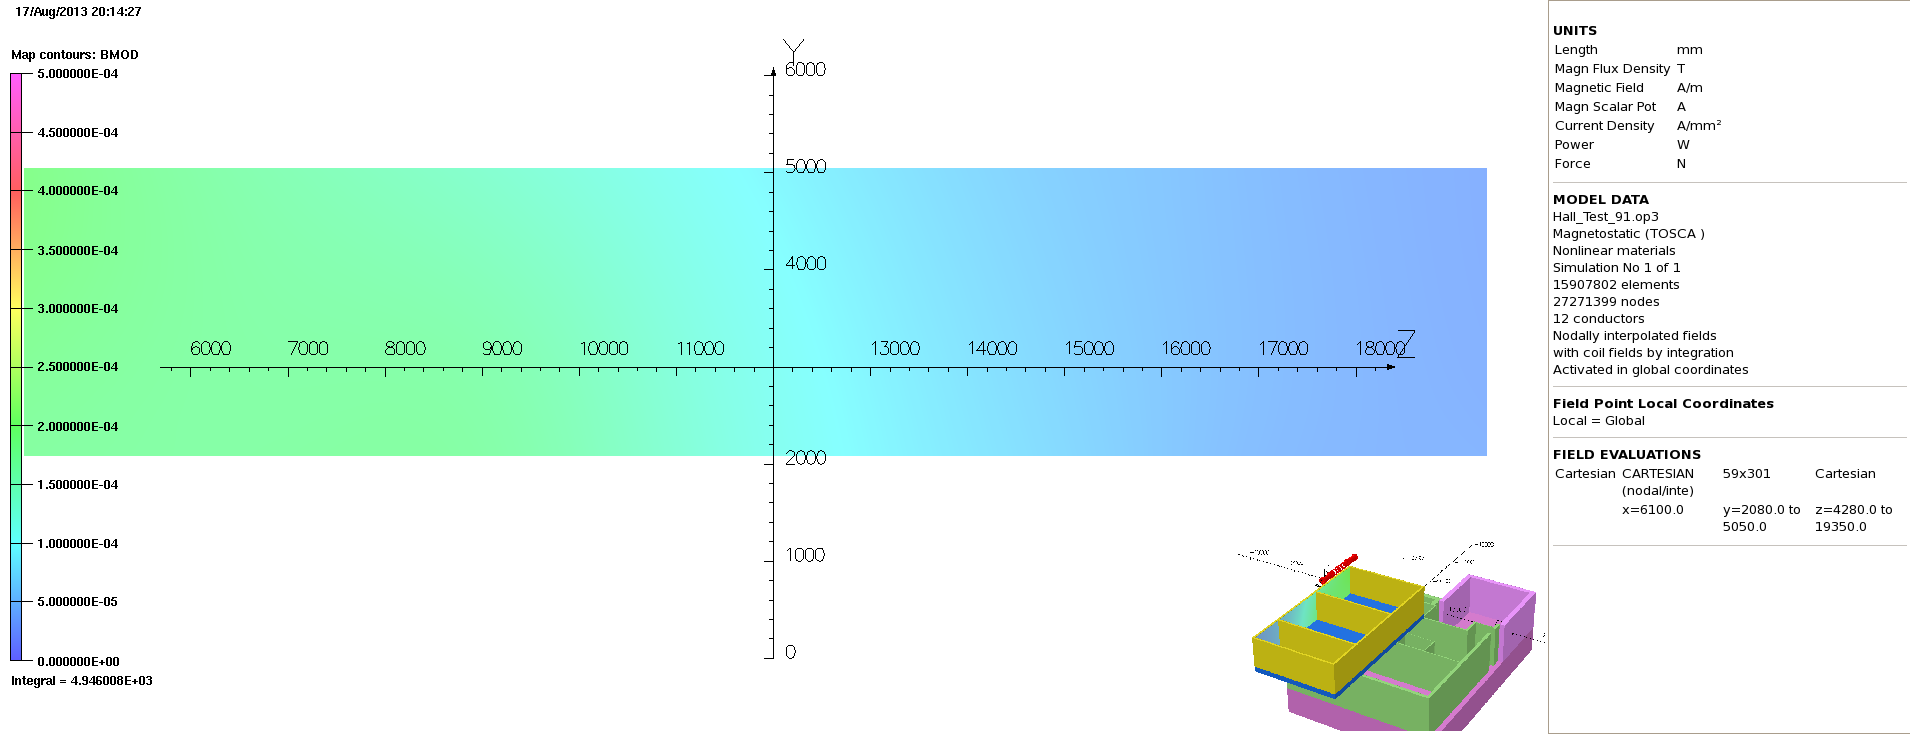 17/Aug/2013 20:14:27
Map contours: BMOD
5.000000E-04
4.500000E-04
4.000000E-04
3.500000E-04
3.000000E-04
2.500000E-04
2.000000E-04
1.500000E-04
1.000000E-04
5.000000E-05
0.000000E+00
Integral = 4.946008E+03
Y
6000
5000
4000
2000
1000
0
6000 7000 8000 9000 10000 11000 13000 14000 15000 16000 17000 18000 Z
UNITS
Length mm
Magn Flux Density T
Magnetic Field A/m
Magn Scalar Pot A
Current Density A/mm²
Power W
Force N
MODEL DATA
Hall_Test_91.op3
Magnetostatic (TOSCA )
Nonlinear materials
Simulation No 1 of 1
15907802 elements
27271399 nodes
12 conductors
Nodally interpolated fields
with coil fields by integration
Activated in global coordinates
Field Point Local Coordinates
Local = Global
FIELD EVALUATIONS
Cartesian CARTESIAN 59x301 Cartesian
(nodal/inte)
x=6100.0 y=2080.0 to z=4280.0 to
5050.0 19350.0